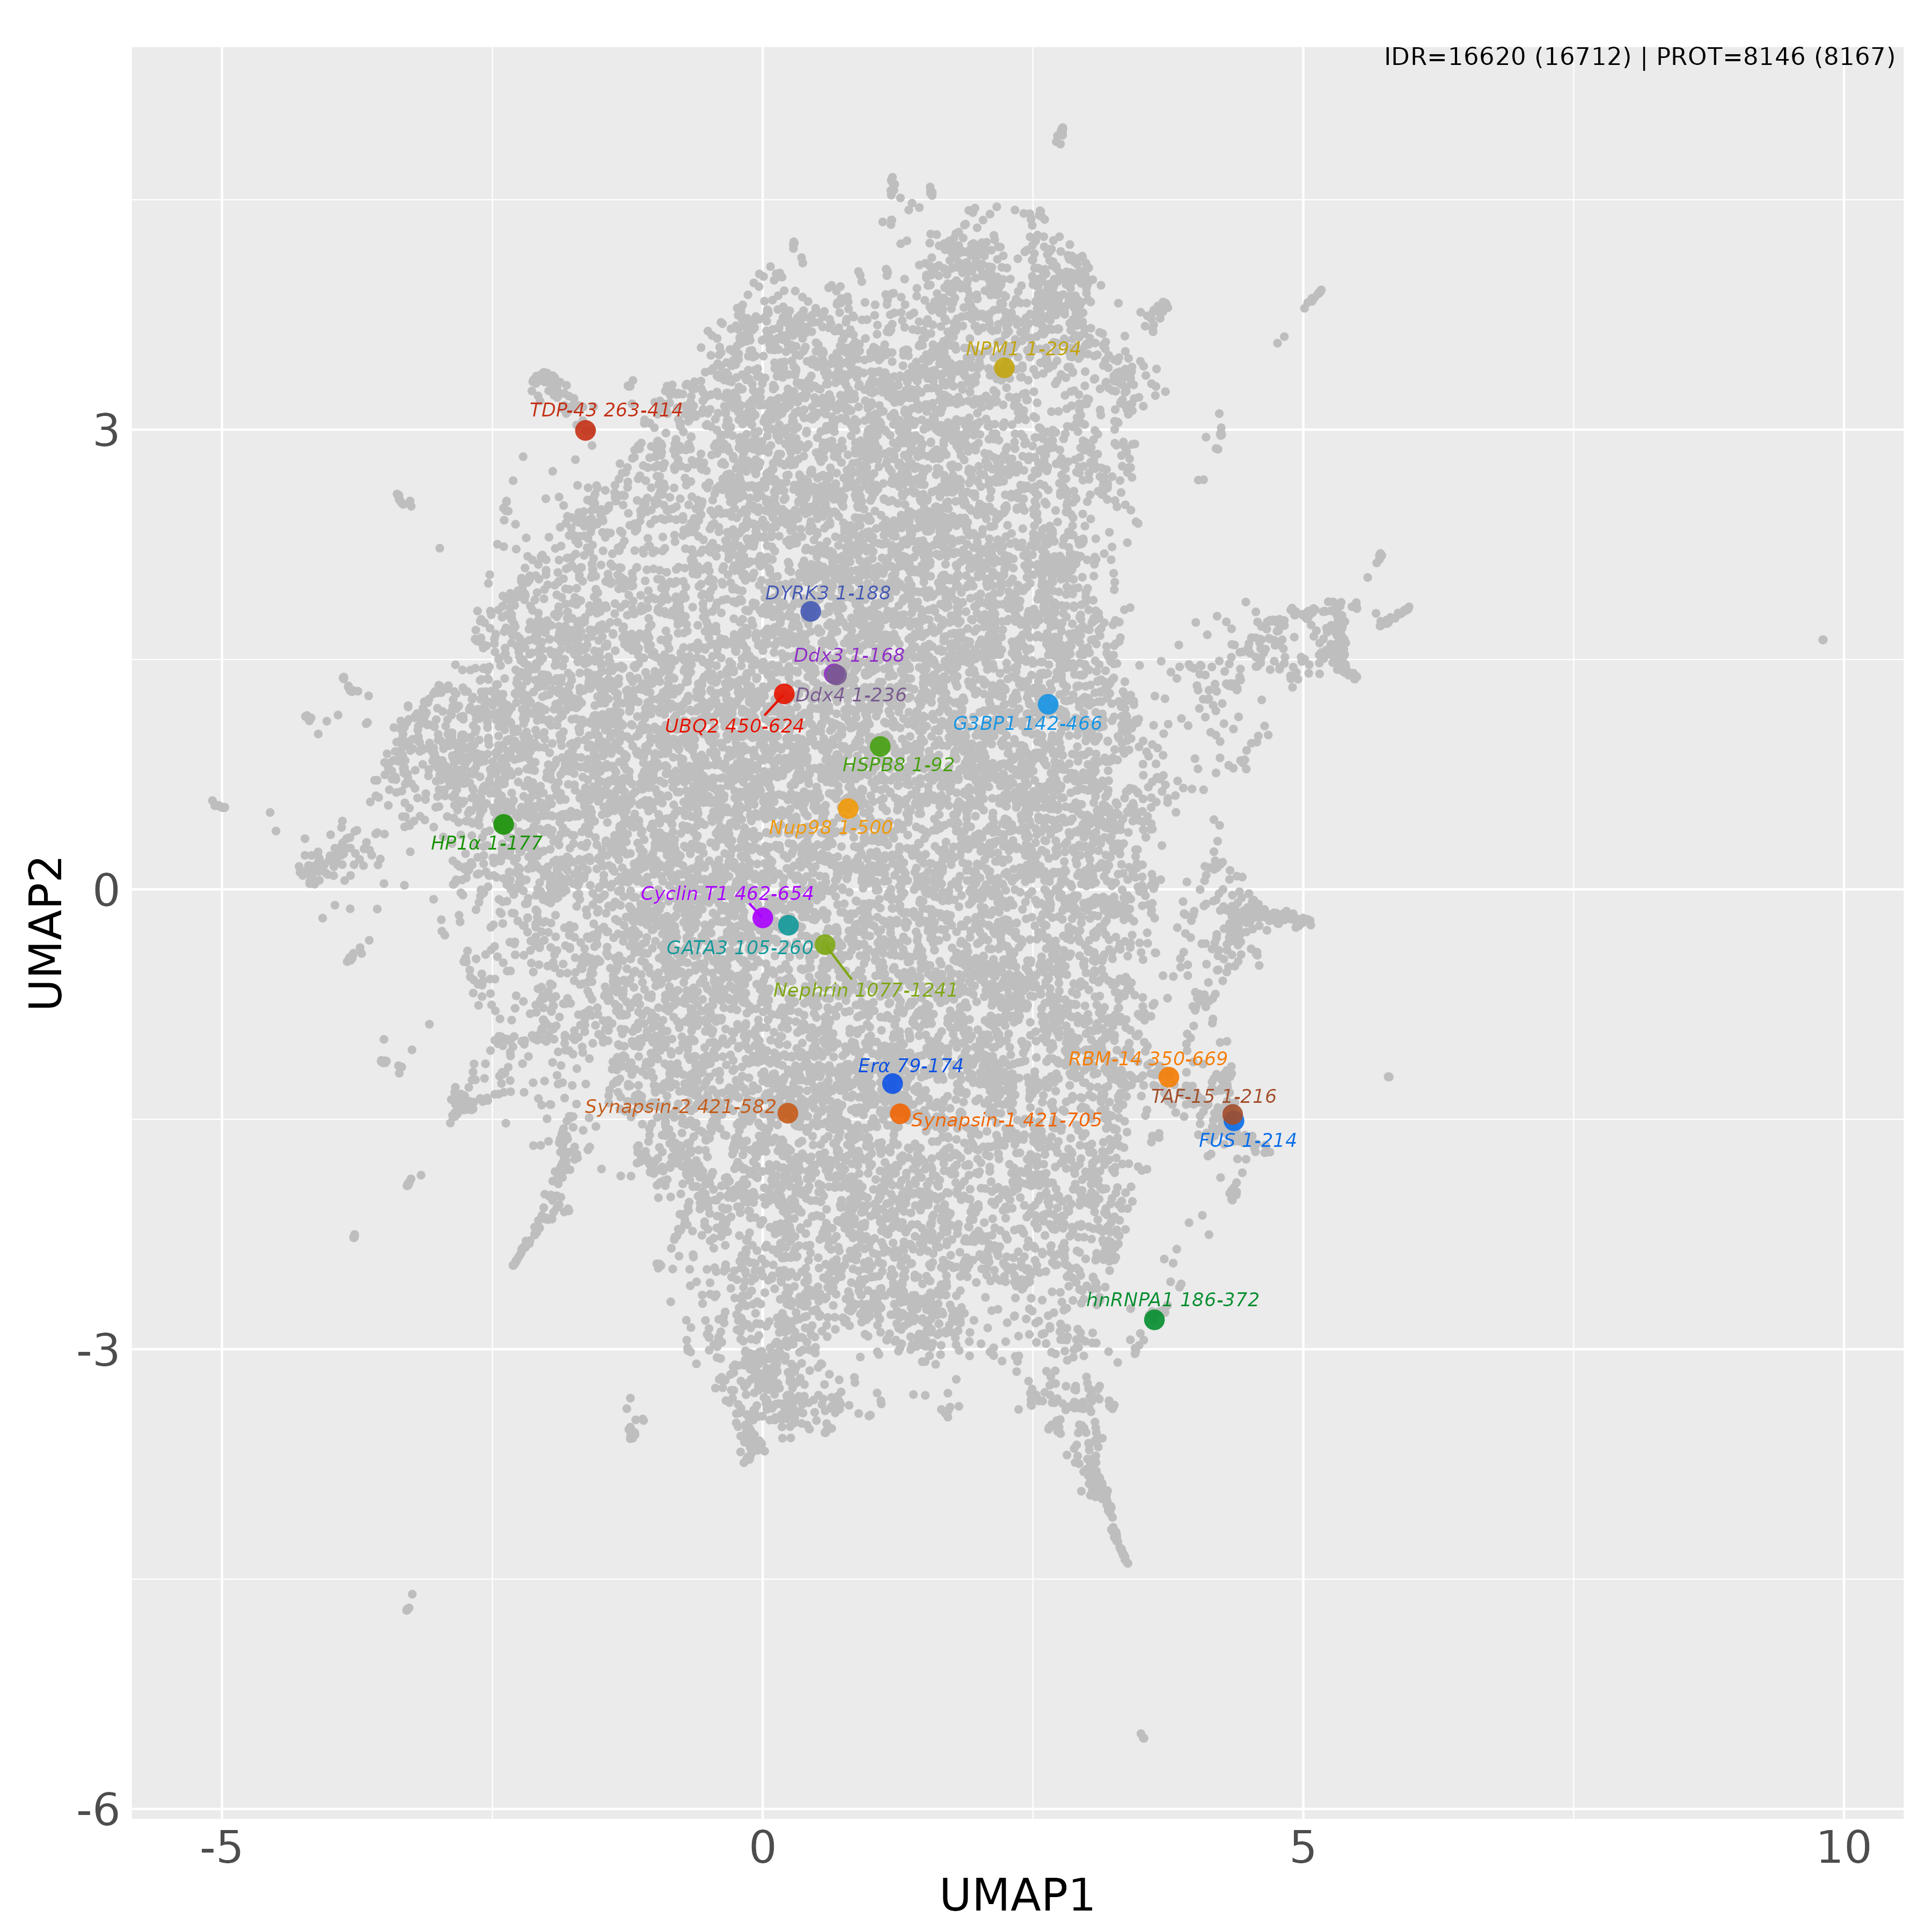 IDR=16620 (16712) | PROT=8146 (8167)
NPM1 1-294
TDP-43 263-414
3
DYRK3 1-188
Ddx3 1-168
Ddx4 1-236
UBQ2 450-624
G3BP1 142-466
HSPB8 1-92
Nup98 1-500
HP1α 1-177
0
Cyclin T1 462-654
GATA3 105-260
Nephrin 1077-1241
UMAP2
RBM-14 350-669
Erα 79-174
TAF-15 1-216
Synapsin-2 421-582
Synapsin-1 421-705
FUS 1-214
hnRNPA1 186-372
-3
-6
-5 0 5 10
UMAP1